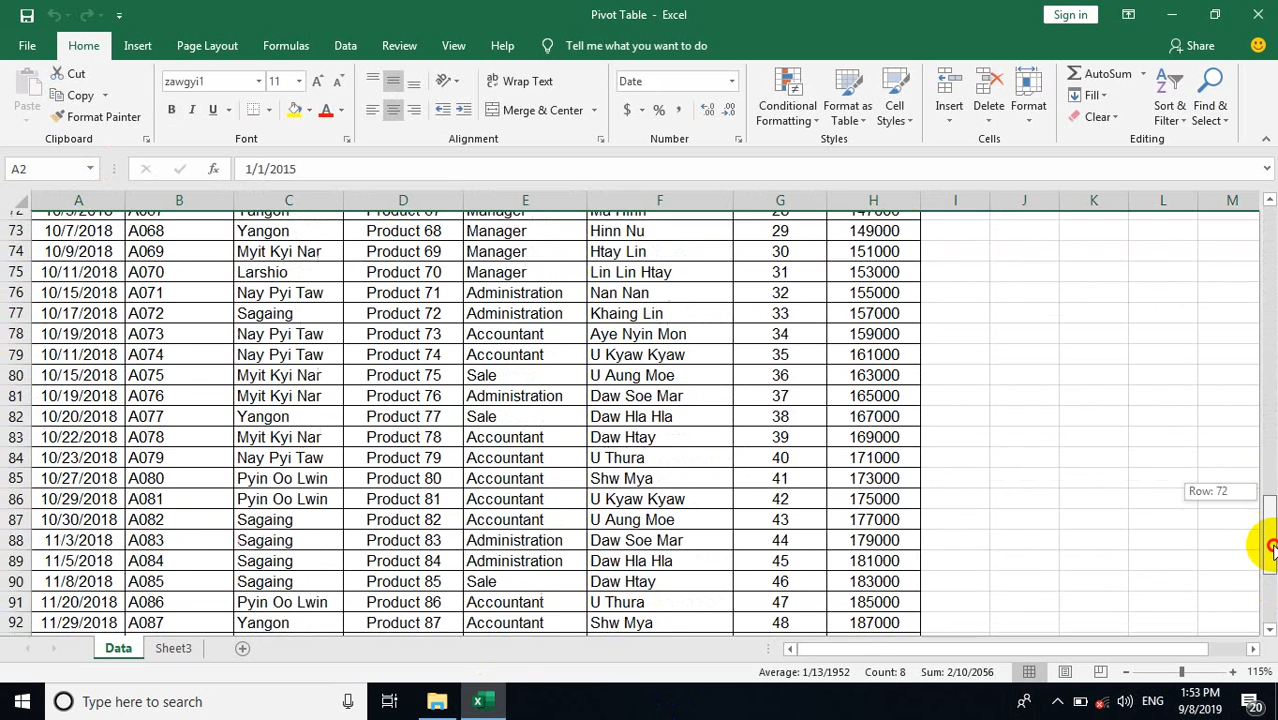 Pivot Table - Excel
Sign in
File Home Insert Page Layout Formulas Data Review View Help Tell me what you want to do Share
Paste Cut Copy Format Painter
zawgyi1 11 B I U A
Wrap Text
Merge & Center
Date
$ % ,
Conditional Formatting
Format as Table
Cell Styles
Insert Delete Format
AutoSum Fill Clear
Sort & Filter
Find & Select
Clipboard Font Alignment Number Styles Cells Editing
A2 fx 1/1/2015
A B C D E F G H I J K L M
73 10/7/2018 A068 Yangon Product 68 Manager Hinn Nu 29 149000
74 10/9/2018 A069 Myit Kyi Nar Product 69 Manager Htay Lin 30 151000
75 10/11/2018 A070 Larshio Product 70 Manager Lin Lin Htay 31 153000
76 10/15/2018 A071 Nay Pyi Taw Product 71 Administration Nan Nan 32 155000
77 10/17/2018 A072 Sagaing Product 72 Administration Khaing Lin 33 157000
78 10/19/2018 A073 Nay Pyi Taw Product 73 Accountant Aye Nyin Mon 34 159000
79 10/11/2018 A074 Nay Pyi Taw Product 74 Accountant U Kyaw Kyaw 35 161000
80 10/15/2018 A075 Myit Kyi Nar Product 75 Sale U Aung Moe 36 163000
81 10/19/2018 A076 Myit Kyi Nar Product 76 Administration Daw Soe Mar 37 165000
82 10/20/2018 A077 Yangon Product 77 Sale Daw Hla Hla 38 167000
83 10/22/2018 A078 Myit Kyi Nar Product 78 Accountant Daw Htay 39 169000
84 10/23/2018 A079 Nay Pyi Taw Product 79 Accountant U Thura 40 171000
85 10/27/2018 A080 Pyin Oo Lwin Product 80 Accountant Shw Mya 41 173000
86 10/29/2018 A081 Pyin Oo Lwin Product 81 Accountant U Kyaw Kyaw 42 175000
Row: 72
87 10/30/2018 A082 Sagaing Product 82 Accountant U Aung Moe 43 177000
88 11/3/2018 A083 Sagaing Product 83 Administration Daw Soe Mar 44 179000
89 11/5/2018 A084 Sagaing Product 84 Administration Daw Hla Hla 45 181000
90 11/8/2018 A085 Sagaing Product 85 Sale Daw Htay 46 183000
91 11/20/2018 A086 Pyin Oo Lwin Product 86 Accountant U Thura 47 185000
92 11/29/2018 A087 Yangon Product 87 Accountant Shw Mya 48 187000
Data Sheet3
Average: 1/13/1952 Count: 8 Sum: 2/10/2056 115%
Type here to search
ENG
1:53 PM
9/8/2019
20